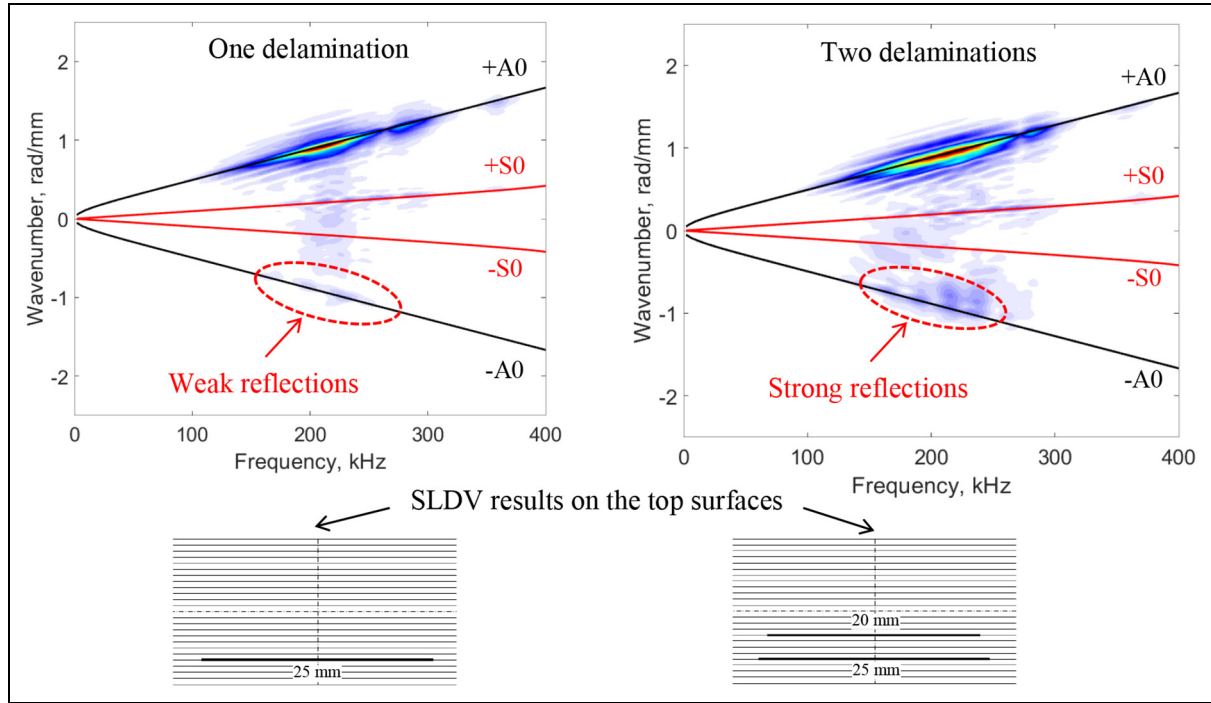 One delamination
+A0
+S0
-S0
-A0
Weak reflections
2
1
0
-1
-2
0
100
200
300
400
Wavenumber, rad/mm
Frequency, kHz
Two delaminations
+A0
+S0
-S0
-A0
Strong reflections
2
1
0
-1
-2
0
100
200
300
400
Wavenumber, rad/mm
Frequency, kHz
SLDV results on the top surfaces
25 mm
20 mm
25 mm